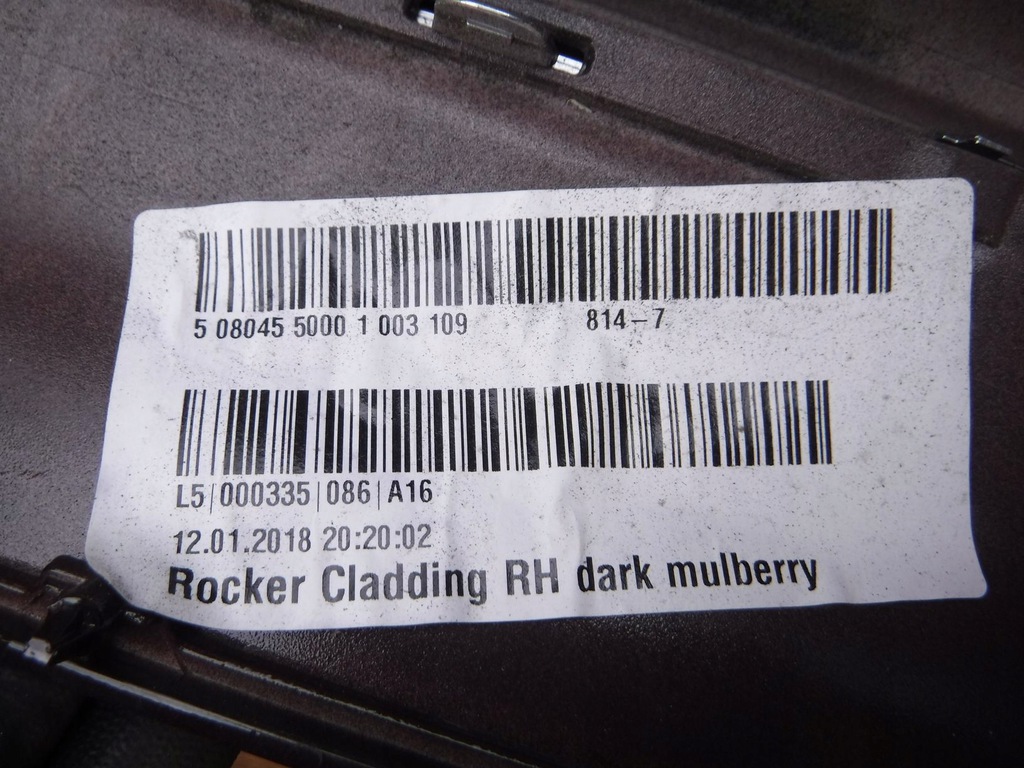 5 08045 5000 1 003 109 814-7
L5|000335|086|A16
12.01.2018 20:20:02
Rocker Cladding RH dark mulberry